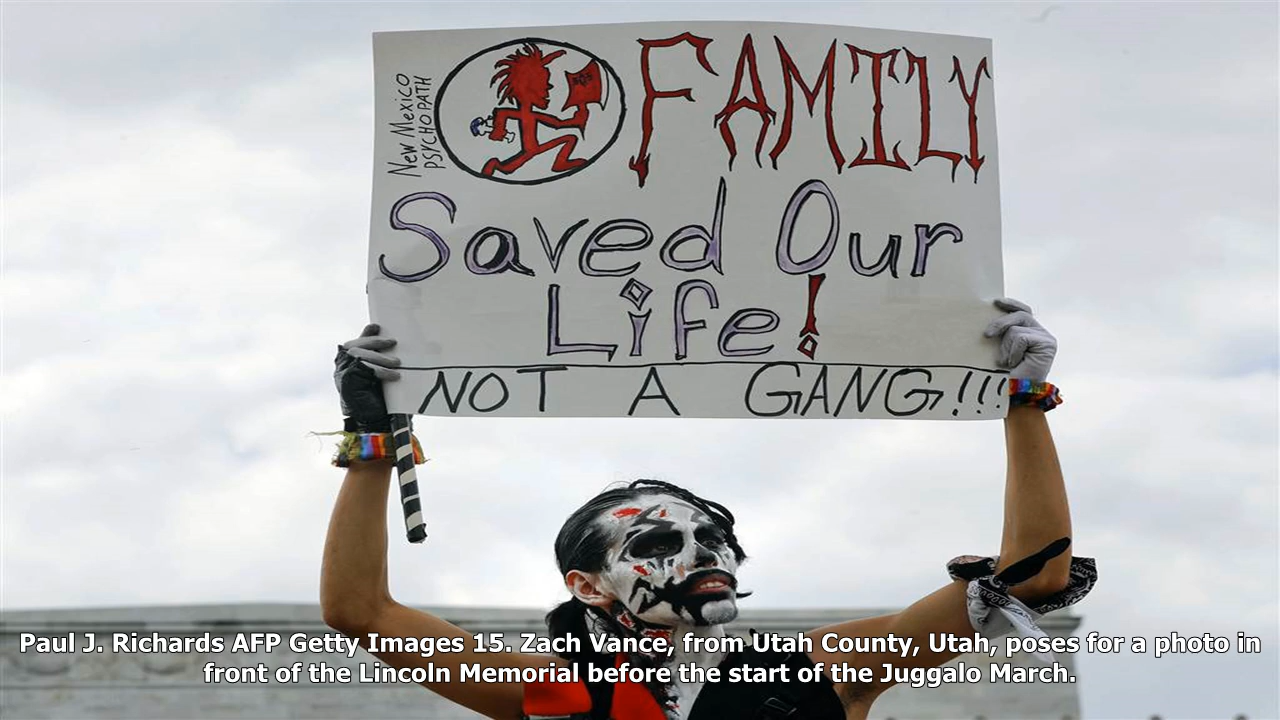 New Mexico
PSYCHOPATH
FAMILY
Saved Our
Life!
NOT A GANG!!!
Paul J. Richards AFP Getty Images 15. Zach Vance, from Utah County, Utah, poses for a photo in
front of the Lincoln Memorial before the start of the Juggalo March.